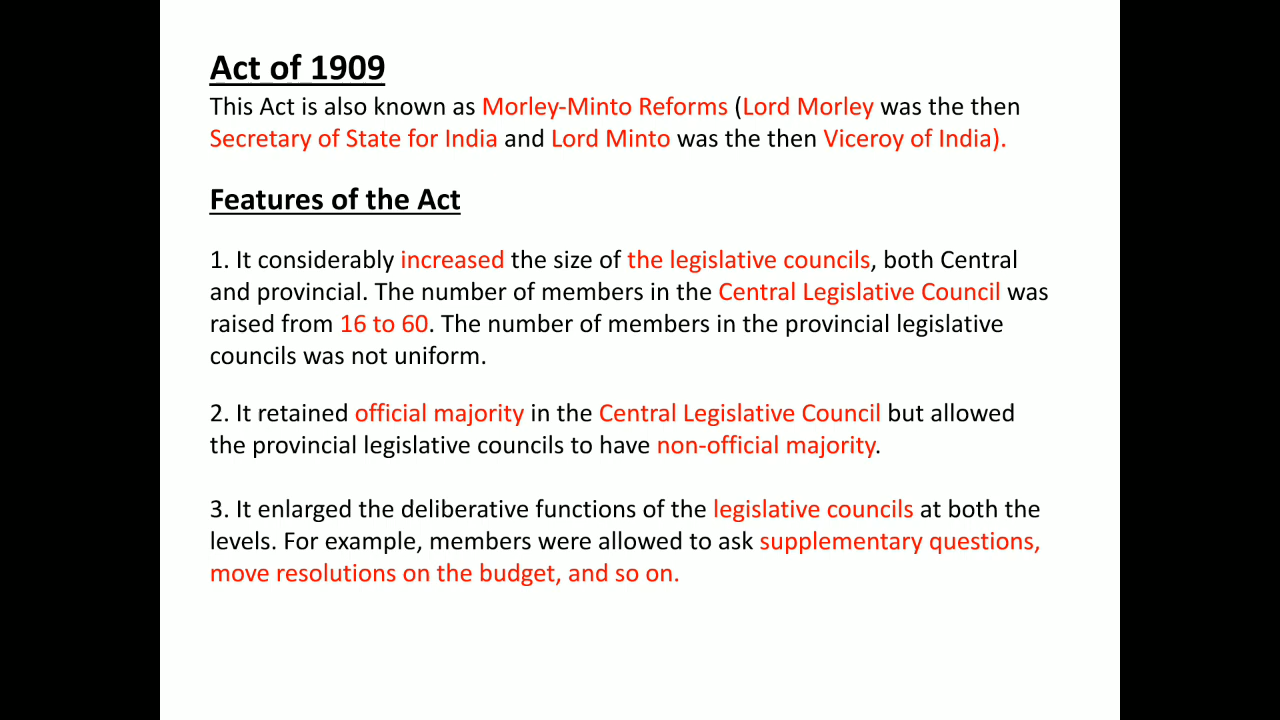 Act of 1909
This Act is also known as Morley-Minto Reforms (Lord Morley was the then
Secretary of State for India and Lord Minto was the then Viceroy of India).
Features of the Act
1. It considerably increased the size of the legislative councils, both Central
and provincial. The number of members in the Central Legislative Council was
raised from 16 to 60. The number of members in the provincial legislative
councils was not uniform.
2. It retained official majority in the Central Legislative Council but allowed
the provincial legislative councils to have non-official majority.
3. It enlarged the deliberative functions of the legislative councils at both the
levels. For example, members were allowed to ask supplementary questions,
move resolutions on the budget, and so on.